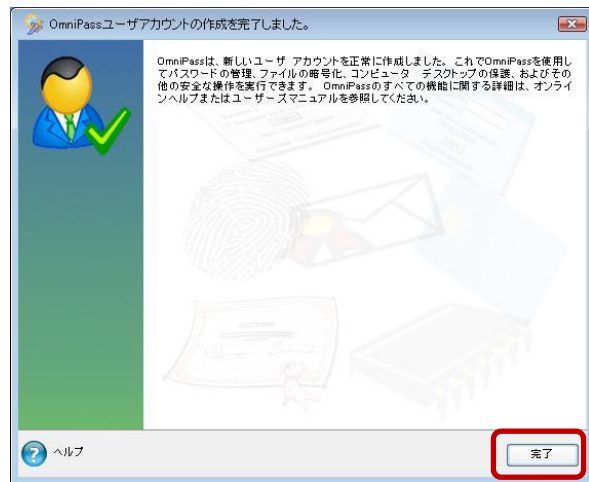 OmniPassユーザアカウントの作成を完了しました。
OmniPassは、新しいユーザ アカウントを正常に作成しました。 これでOmniPassを使用し
てパスワードの管理、ファイルの暗号化、コンピュータ デスクトップの保護、およびその
他の安全な操作を実行できます。 OmniPassのすべての機能に関する詳細は、オンライ
ンヘルプまたはユーザーズマニュアルを参照してください。
ヘルプ
完了